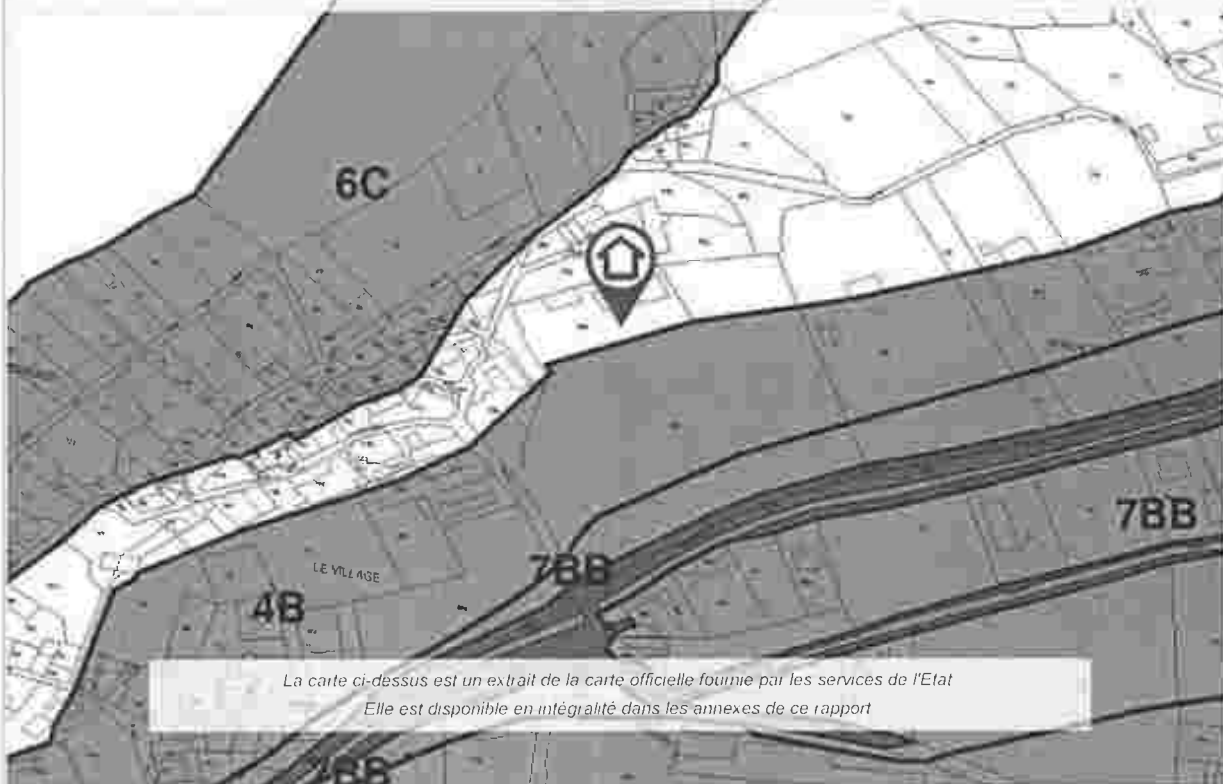 6C
7BB
7BB
LE VILLAGE
4B
La carte ci-dessus est un extrait de la carte officielle fournie par les services de l'Etat
Elle est disponible en intégralité dans les annexes de ce rapport
7BB